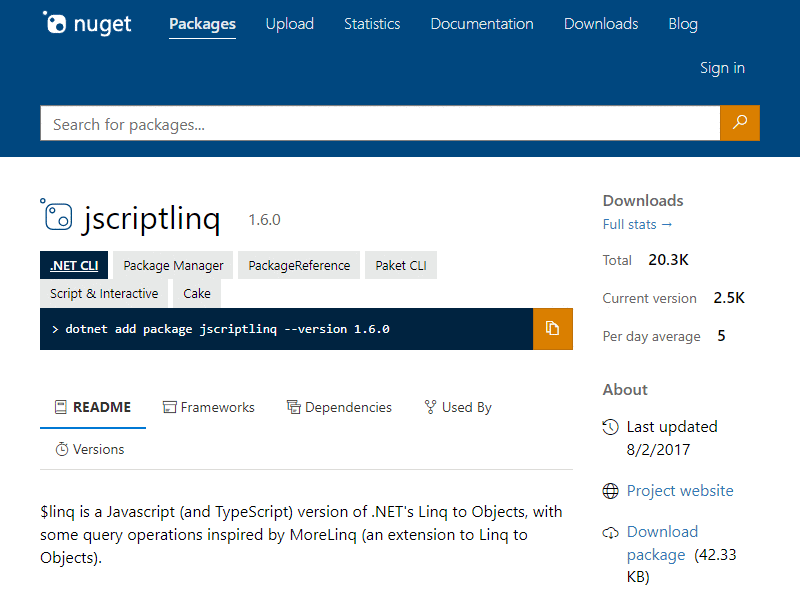 nuget Packages Upload Statistics Documentation Downloads Blog
Sign in
Search for packages...
jscriptlinq 1.6.0
.NET CLI Package Manager PackageReference Paket CLI
Script & Interactive Cake
> dotnet add package jscriptlinq --version 1.6.0
README Frameworks Dependencies Used By
Versions
$linq is a Javascript (and TypeScript) version of .NET's Linq to Objects, with
some query operations inspired by MoreLinq (an extension to Linq to
Objects).
Downloads
Full stats →
Total 20.3K
Current version 2.5K
Per day average 5
About
Last updated
8/2/2017
Project website
Download
package (42.33
KB)